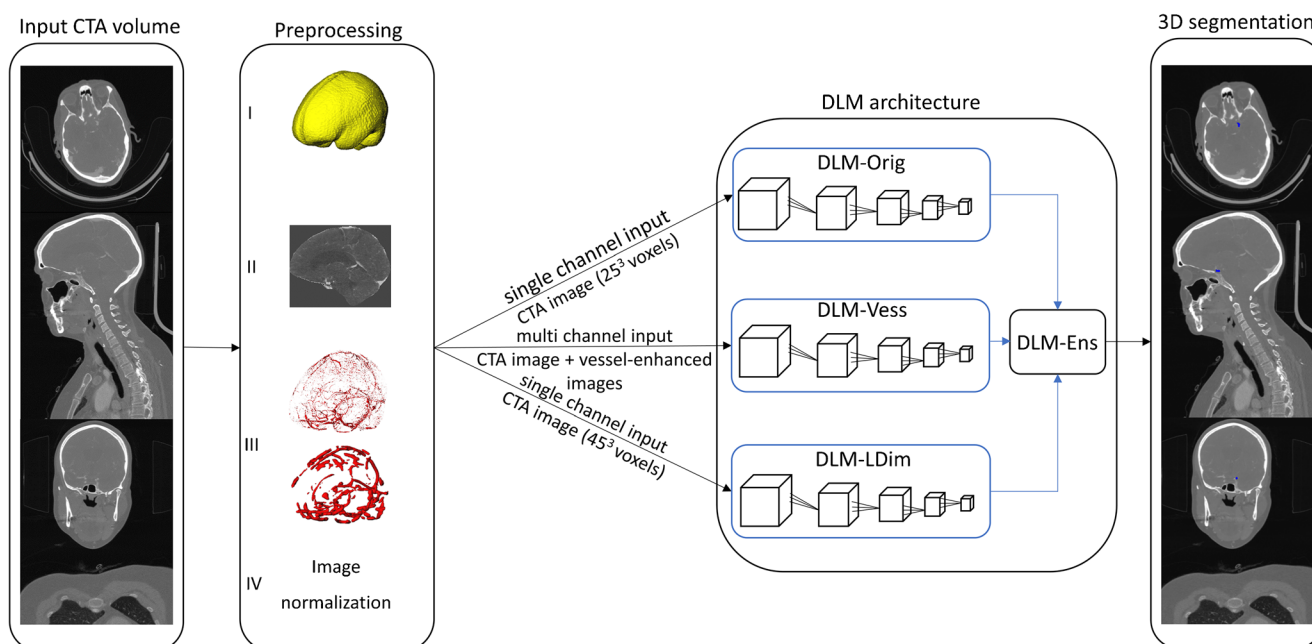 Input CTA volume
Preprocessing
I
II
III
IV
Image
normalization
single channel input
CTA image (25³ voxels)
multi channel input
CTA image + vessel-enhanced
images
single channel input
CTA image (45³ voxels)
DLM architecture
DLM-Orig
DLM-Vess
DLM-LDim
DLM-Ens
3D segmentation